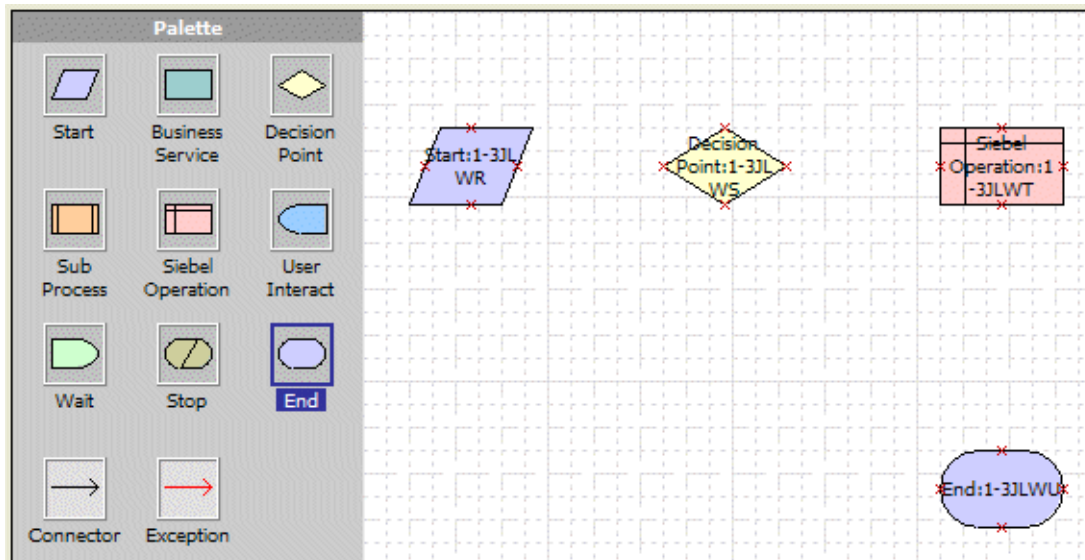 Palette
Start
Business
Service
Decision
Point
Sub
Process
Siebel
Operation
User
Interact
Wait
Stop
End
Connector
Exception
Start:1-3JL
WR
Decision
Point:1-3JL
WS
Siebel
Operation:1
-3JLWT
End:1-3JLWU